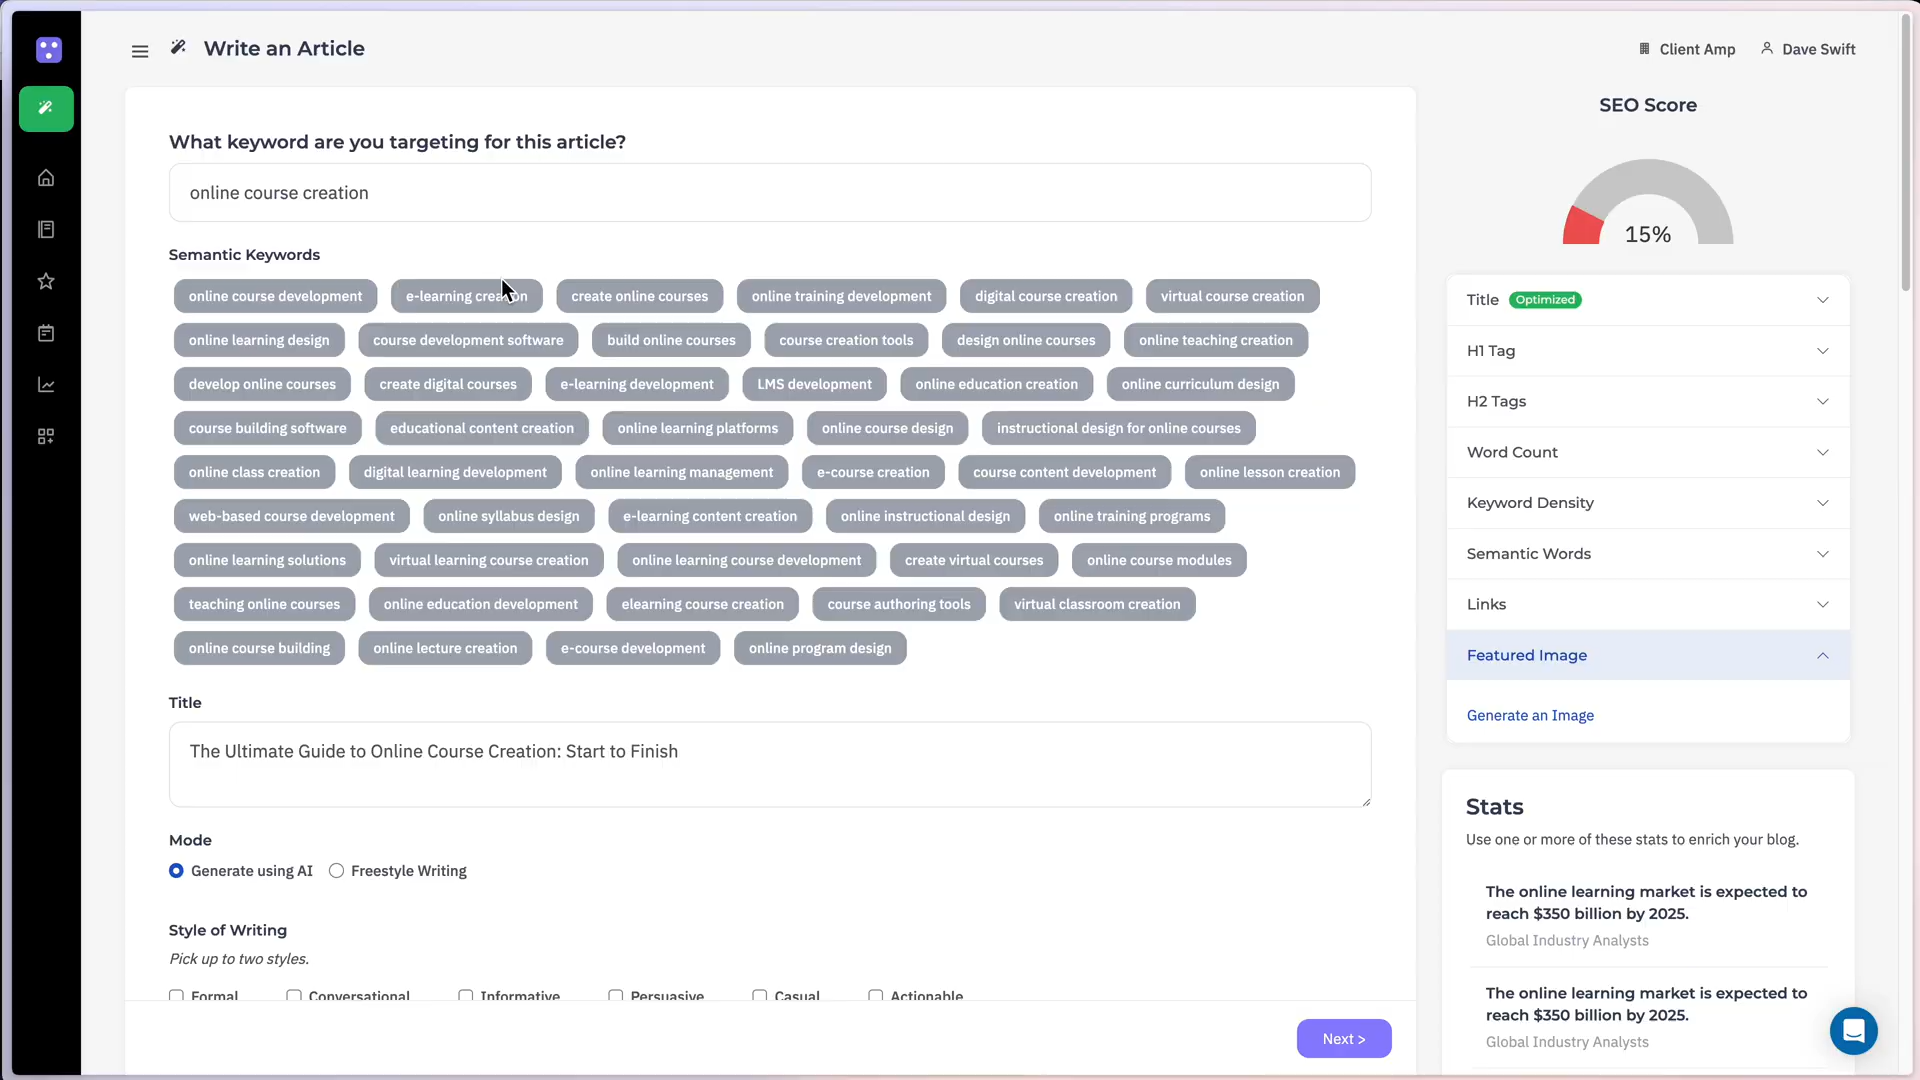 Write an Article
Client Amp
Dave Swift
What keyword are you targeting for this article?
online course creation
Semantic Keywords
online course development e-learning creation create online courses online training development digital course creation virtual course creation
online learning design course development software build online courses course creation tools design online courses online teaching creation
develop online courses create digital courses e-learning development LMS development online education creation online curriculum design
course building software educational content creation online learning platforms online course design instructional design for online courses
online class creation digital learning development online learning management e-course creation course content development online lesson creation
web-based course development online syllabus design e-learning content creation online instructional design online training programs
online learning solutions virtual learning course creation online learning course development create virtual courses online course modules
teaching online courses online education development elearning course creation course authoring tools virtual classroom creation
online course building online lecture creation e-course development online program design
Title
The Ultimate Guide to Online Course Creation: Start to Finish
Mode
Generate using AI Freestyle Writing
Style of Writing
Pick up to two styles.
Formal Conversational Informative Persuasive Casual Actionable
Next >
SEO Score
15%
Title Optimized
H1 Tag
H2 Tags
Word Count
Keyword Density
Semantic Words
Links
Featured Image
Generate an Image
Stats
Use one or more of these stats to enrich your blog.
The online learning market is expected to
reach $350 billion by 2025.
Global Industry Analysts
The online learning market is expected to
reach $350 billion by 2025.
Global Industry Analysts